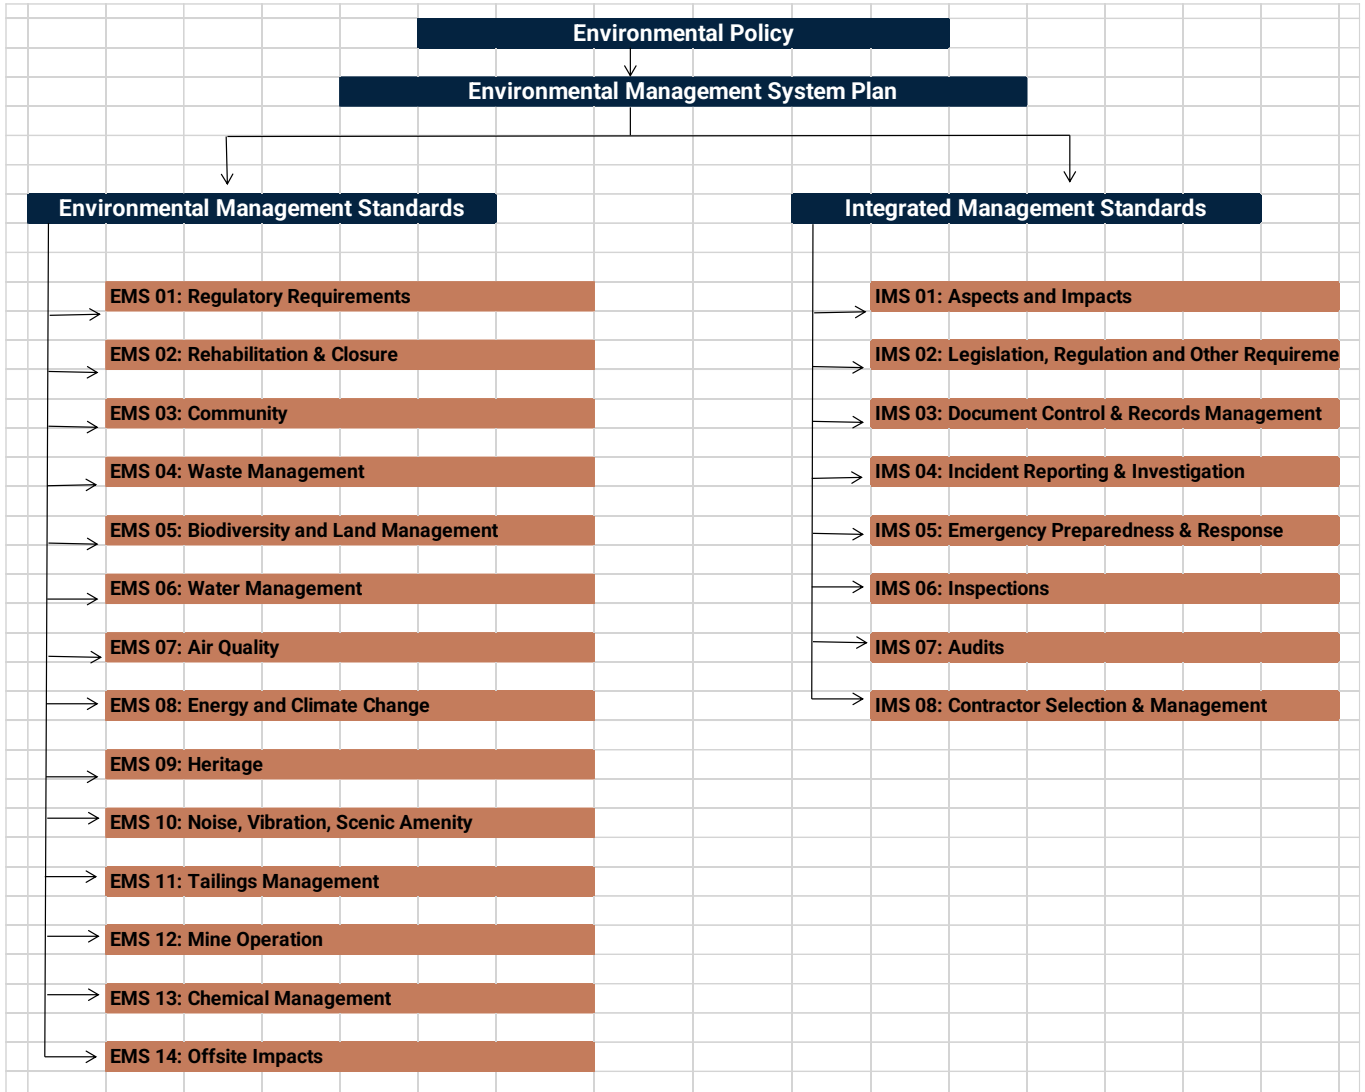 Environmental Policy
Environmental Management System Plan
Environmental Management Standards
EMS 01: Regulatory Requirements
EMS 02: Rehabilitation & Closure
EMS 03: Community
EMS 04: Waste Management
EMS 05: Biodiversity and Land Management
EMS 06: Water Management
EMS 07: Air Quality
EMS 08: Energy and Climate Change
EMS 09: Heritage
EMS 10: Noise, Vibration, Scenic Amenity
EMS 11: Tailings Management
EMS 12: Mine Operation
EMS 13: Chemical Management
EMS 14: Offsite Impacts
Integrated Management Standards
IMS 01: Aspects and Impacts
IMS 02: Legislation, Regulation and Other Requireme
IMS 03: Document Control & Records Management
IMS 04: Incident Reporting & Investigation
IMS 05: Emergency Preparedness & Response
IMS 06: Inspections
IMS 07: Audits
IMS 08: Contractor Selection & Management